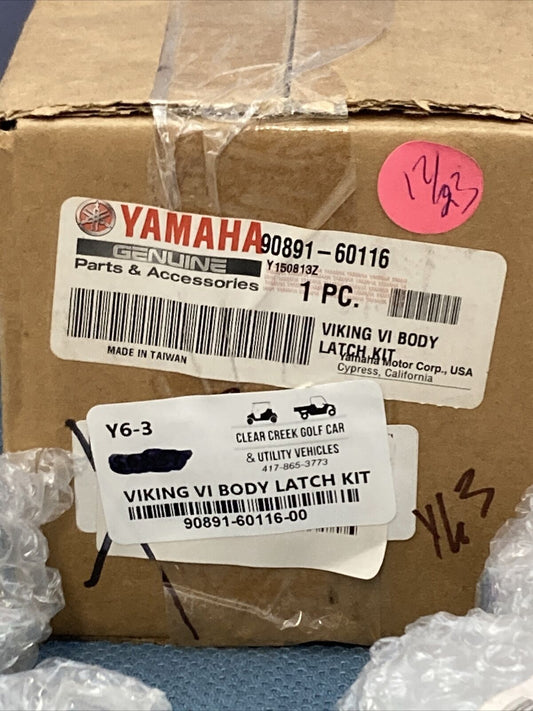 12/23
YAMAHA
GENUINE
Parts & Accessories
90891-60116
Y150813Z
1 PC.
VIKING VI BODY
LATCH KIT
Yamaha Motor Corp., USA
Cypress, California
MADE IN TAIWAN
Y6-3
CLEAR CREEK GOLF CAR
& UTILITY VEHICLES
417-865-3773
VIKING VI BODY LATCH KIT
90891-60116-00
Y6 3